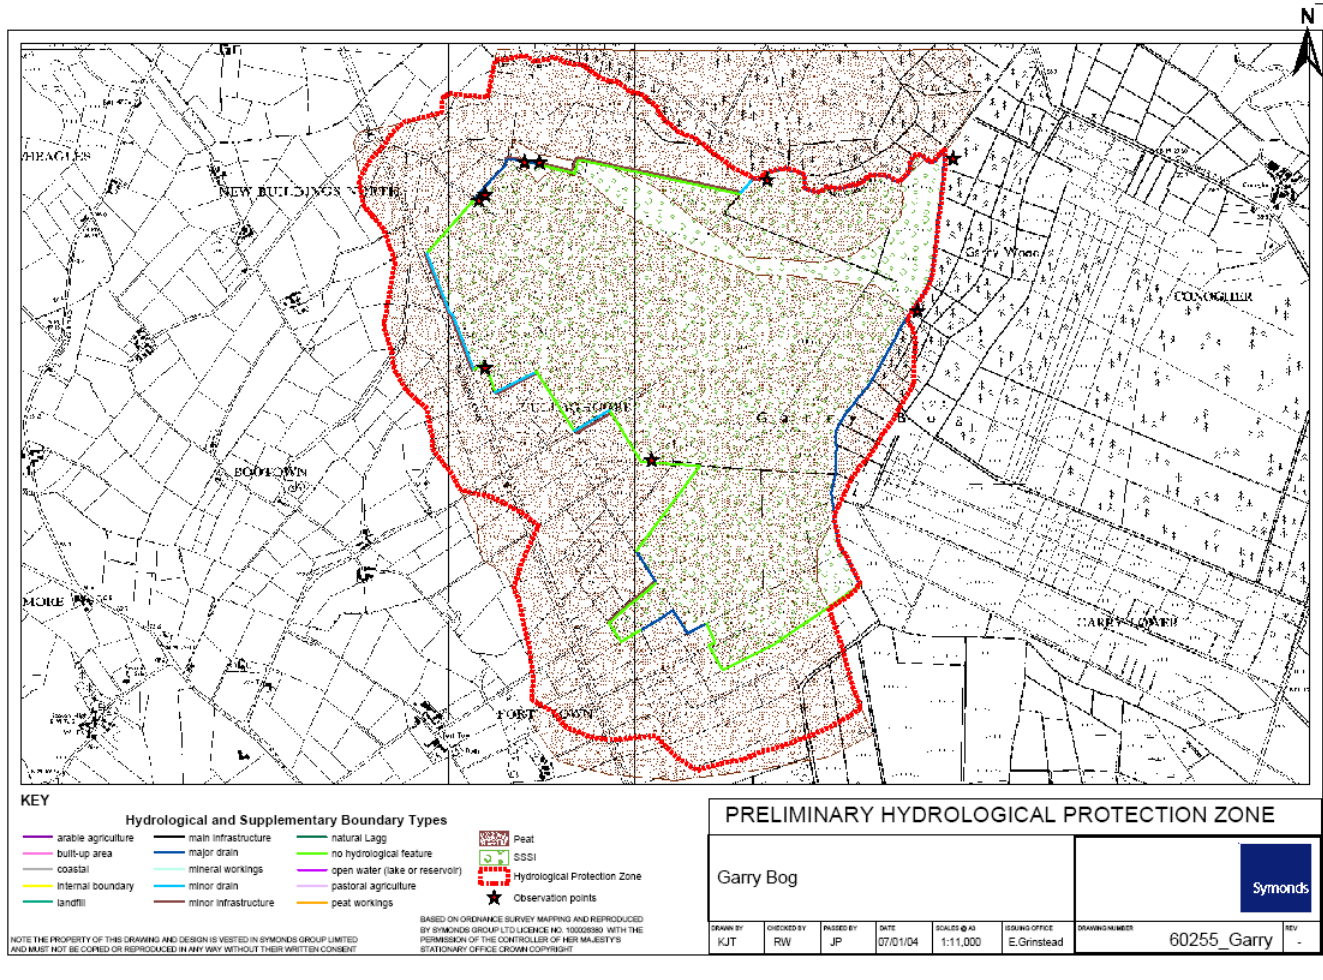 N
HEAGLES
NEW BUILDINGS NORTH
Garry Wood
CONOGHER
G a r r y B o g
BOOTOWN
MORE
GARRY LOWER
PORT TOWN
KEY
Hydrological and Supplementary Boundary Types
arable agriculture
built-up area
coastal
internal boundary
landfill
main infrastructure
major drain
mineral workings
minor drain
minor infrastructure
natural Lagg
no hydrological feature
open water (lake or reservoir)
pastoral agriculture
peat workings
Peat
SSSI
Hydrological Protection Zone
Observation points
NOTE THE PROPERTY OF THIS DRAWING AND DESIGN IS VESTED IN SYMONDS GROUP LIMITED
AND MUST NOT BE COPIED OR REPRODUCED IN ANY WAY WITHOUT THEIR WRITTEN CONSENT
BASED ON ORDNANCE SURVEY MAPPING AND REPRODUCED
BY SYMONDS GROUP LTD LICENCE NO. 100028380 WITH THE
PERMISSION OF THE CONTROLLER OF HER MAJESTY'S
STATIONARY OFFICE CROWN COPYRIGHT
PRELIMINARY HYDROLOGICAL PROTECTION ZONE
Garry Bog
Symonds
DRAWN BY
KJT
CHECKED BY
RW
PASSED BY
JP
DATE
07/01/04
SCALES @ A3
1:11,000
ISSUING OFFICE
E.Grinstead
DRAWING NUMBER
60255_Garry
REV
-